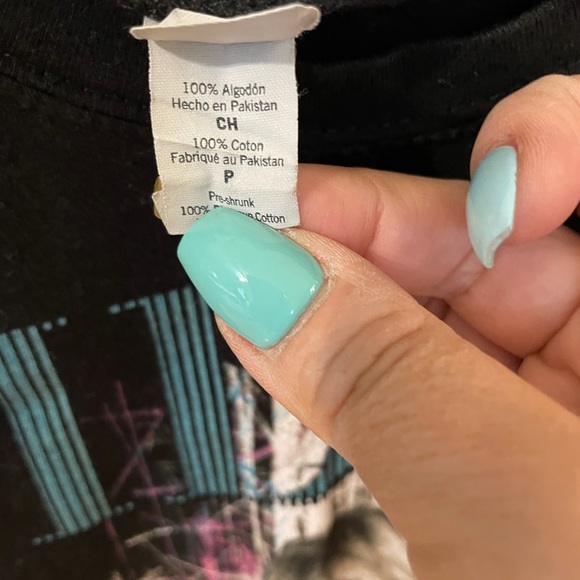 100% Algodón
Hecho en Pakistan
CH
100% Coton
Fabriqué au Pakistan
P
Pre-shrunk
100% Cotton